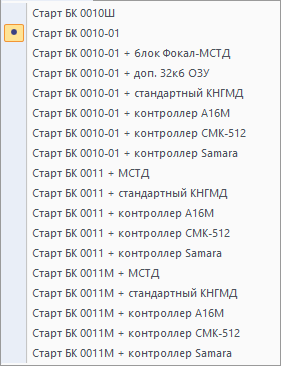 Старт БК 0010Ш
Старт БК 0010-01
Старт БК 0010-01 + блок Фокал-МСТД
Старт БК 0010-01 + доп. 32кб ОЗУ
Старт БК 0010-01 + стандартный КНГМД
Старт БК 0010-01 + контроллер А16М
Старт БК 0010-01 + контроллер СМК-512
Старт БК 0010-01 + контроллер Samara
Старт БК 0011 + МСТД
Старт БК 0011 + стандартный КНГМД
Старт БК 0011 + контроллер А16М
Старт БК 0011 + контроллер СМК-512
Старт БК 0011 + контроллер Samara
Старт БК 0011М + МСТД
Старт БК 0011М + стандартный КНГМД
Старт БК 0011М + контроллер А16М
Старт БК 0011М + контроллер СМК-512
Старт БК 0011М + контроллер Samara